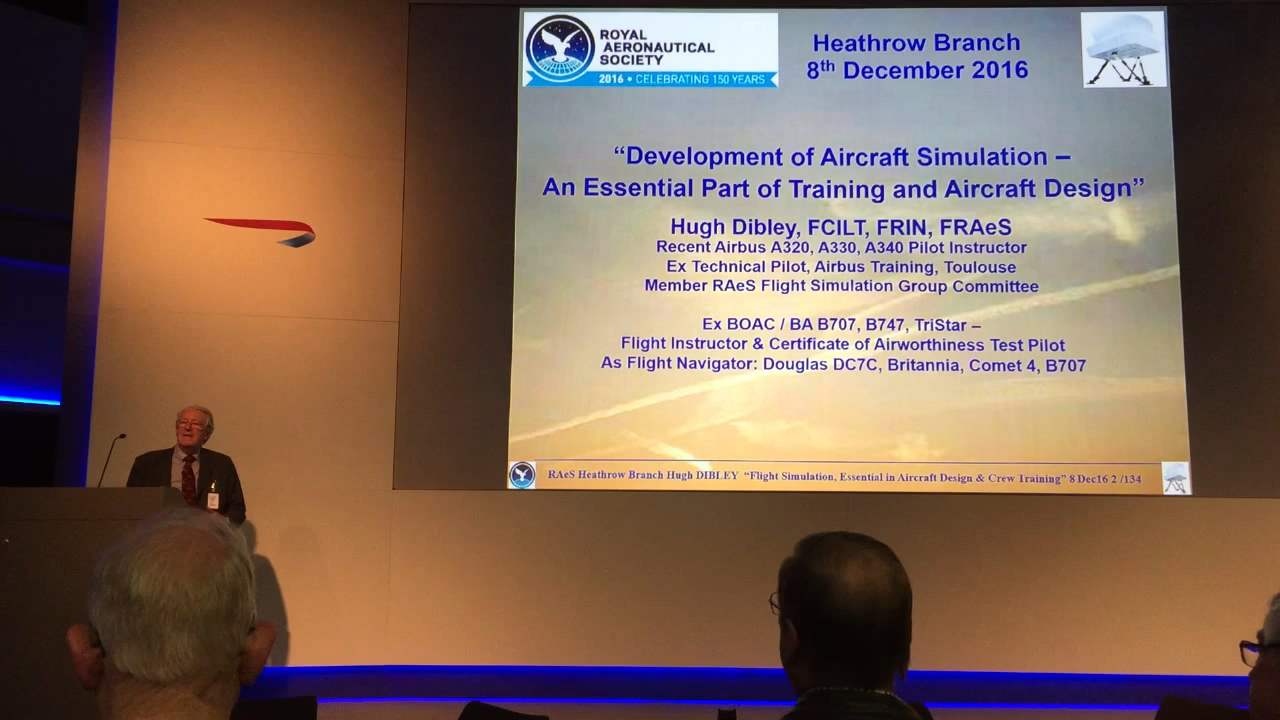 ROYAL
AERONAUTICAL
SOCIETY
2016 • CELEBRATING 150 YEARS
Heathrow Branch
8th December 2016
“Development of Aircraft Simulation –
An Essential Part of Training and Aircraft Design”
Hugh Dibley, FCILT, FRIN, FRAeS
Recent Airbus A320, A330, A340 Pilot Instructor
Ex Technical Pilot, Airbus Training, Toulouse
Member RAeS Flight Simulation Group Committee
Ex BOAC / BA B707, B747, TriStar –
Flight Instructor & Certificate of Airworthiness Test Pilot
As Flight Navigator: Douglas DC7C, Britannia, Comet 4, B707
RAeS Heathrow Branch Hugh DIBLEY “Flight Simulation, Essential in Aircraft Design & Crew Training” 8 Dec16 2 /134